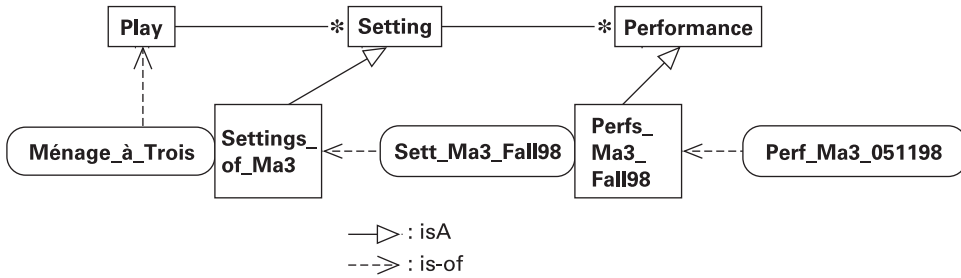 Play * Setting * Performance
Ménage_à_Trois
Settings_
of_Ma3
Sett_Ma3_Fall98
Perfs_
Ma3_
Fall98
Perf_Ma3_051198
: isA
: is-of